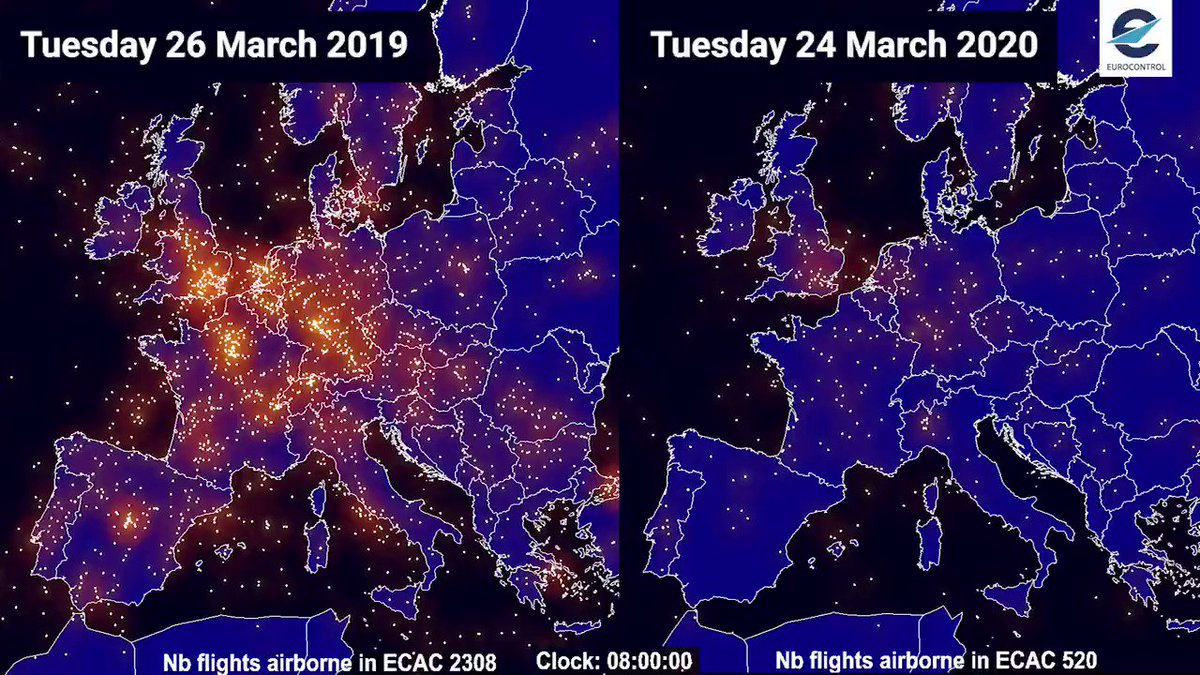 Tuesday 26 March 2019
Tuesday 24 March 2020
EUROCONTROL
Nb flights airborne in ECAC 2308
Clock: 08:00:00
Nb flights airborne in ECAC 520